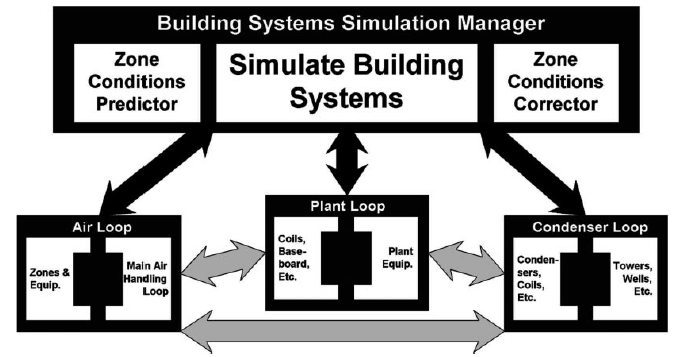 Building Systems Simulation Manager
Zone
Conditions
Predictor
Simulate Building
Systems
Zone
Conditions
Corrector
Air Loop
Zones &
Equip.
Main Air
Handling
Loop
Plant Loop
Coils,
Base-
board,
Etc.
Plant
Equip.
Condenser Loop
Conden-
sers,
Coils,
Etc.
Towers,
Wells,
Etc.